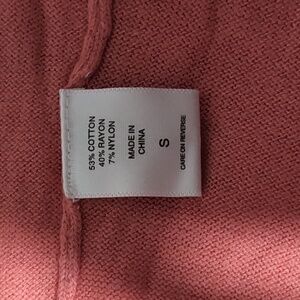 53% COTTON
40% RAYON
7% NYLON
MADE IN
CHINA
S
CARE ON REVERSE